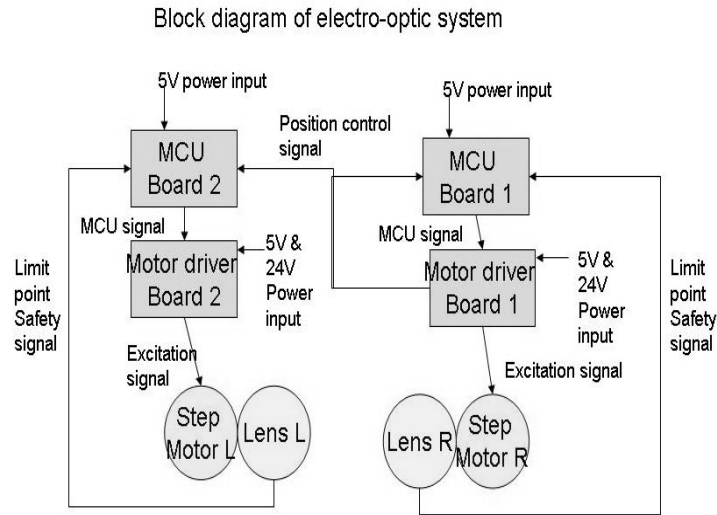 Block diagram of electro-optic system
5V power input
5V power input
Position control
signal
MCU
Board 2
MCU
Board 1
MCU signal
MCU signal
Motor driver
Board 2
5V &
24V
Power
input
Motor driver
Board 1
5V &
24V
Power
input
Limit
point
Safety
signal
Limit
point
Safety
signal
Excitation
signal
Excitation signal
Step
Motor L
Lens L
Lens R
Step
Motor R